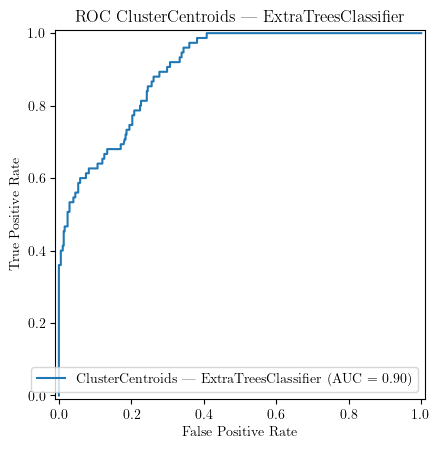 ROC ClusterCentroids — ExtraTreesClassifier
1.0
0.8
0.6
0.4
0.2
0.0
True Positive Rate
ClusterCentroids — ExtraTreesClassifier (AUC = 0.90)
0.0 0.2 0.4 0.6 0.8 1.0
False Positive Rate